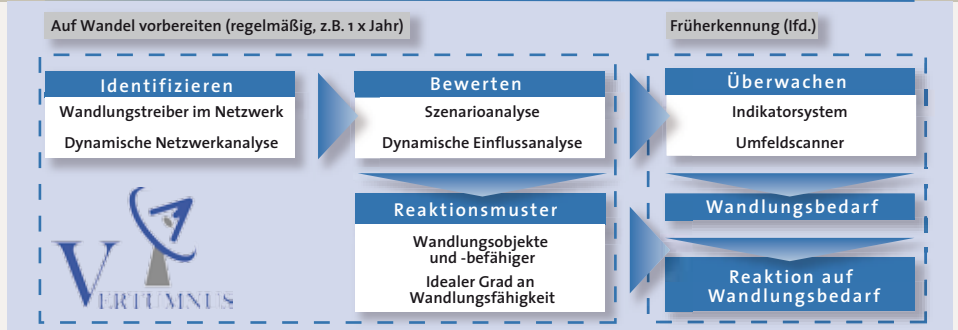 Auf Wandel vorbereiten (regelmäßig, z.B. 1 x Jahr)
Früherkennung (lfd.)
Identifizieren
Wandlungstreiber im Netzwerk
Dynamische Netzwerkanalyse
Bewerten
Szenarioanalyse
Dynamische Einflussanalyse
Überwachen
Indikatorsystem
Umfeldscanner
Reaktionsmuster
Wandlungsobjekte
und -befähiger
Idealer Grad an
Wandlungsfähigkeit
Wandlungsbedarf
Reaktion auf
Wandlungsbedarf
VERTUMNUS